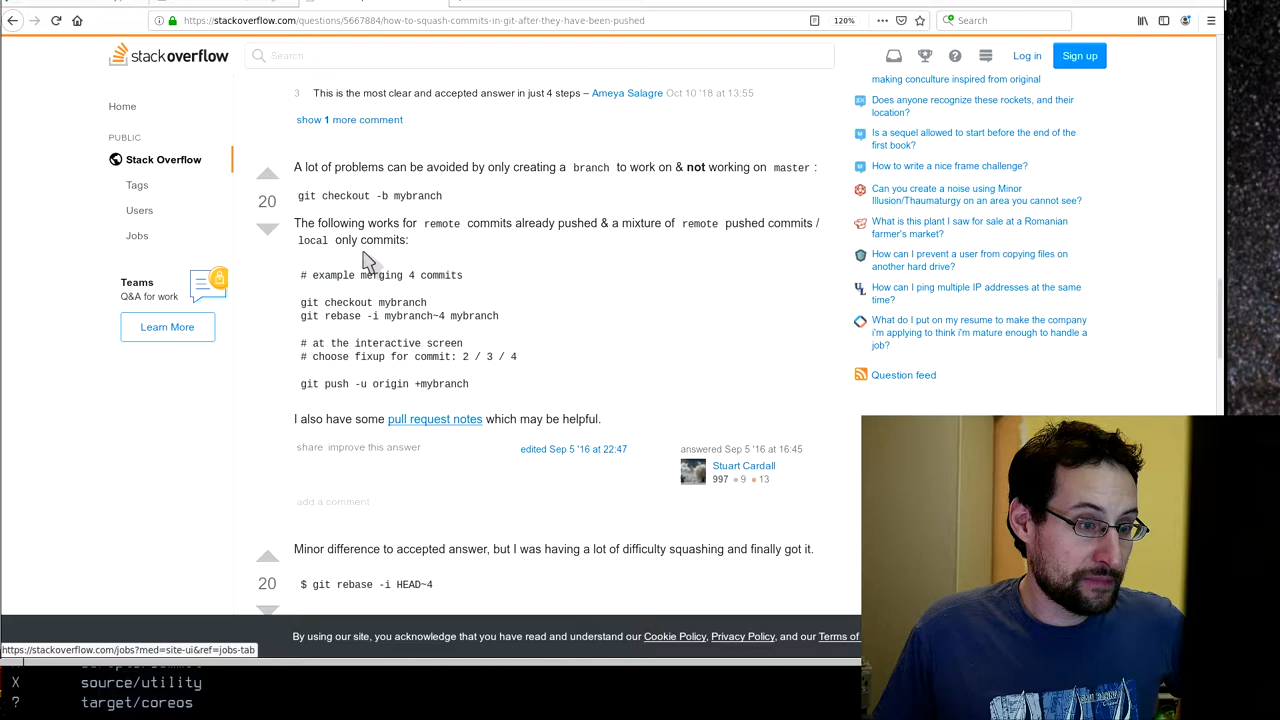 https://stackoverflow.com/questions/5667884/how-to-squash-commits-in-git-after-they-have-been-pushed
120%
Search
stackoverflow
Search
Log in
Sign up
Home
PUBLIC
Stack Overflow
Tags
Users
Jobs
Teams
Q&A for work
Learn More
3 This is the most clear and accepted answer in just 4 steps – Ameya Salagre Oct 10 '18 at 13:55
show 1 more comment
20
A lot of problems can be avoided by only creating a branch to work on & not working on master :
git checkout -b mybranch
The following works for remote commits already pushed & a mixture of remote pushed commits /
local only commits:
# example merging 4 commits
git checkout mybranch
git rebase -i mybranch~4 mybranch
# at the interactive screen
# choose fixup for commit: 2 / 3 / 4
git push -u origin +mybranch
I also have some pull request notes which may be helpful.
share improve this answer
edited Sep 5 '16 at 22:47
answered Sep 5 '16 at 16:45
Stuart Cardall
997 9 13
add a comment
20
Minor difference to accepted answer, but I was having a lot of difficulty squashing and finally got it.
$ git rebase -i HEAD~4
making conculture inspired from original
Does anyone recognize these rockets, and their
location?
Is a sequel allowed to start before the end of the
first book?
How to write a nice frame challenge?
Can you create a noise using Minor
Illusion/Thaumaturgy on an area you cannot see?
What is this plant I saw for sale at a Romanian
farmer's market?
How can I prevent a user from copying files on
another hard drive?
How can I ping multiple IP addresses at the same
time?
What do I put on my resume to make the company
i'm applying to think i'm mature enough to handle a
job?
Question feed
By using our site, you acknowledge that you have read and understand our Cookie Policy, Privacy Policy, and our Terms of
https://stackoverflow.com/jobs?med=site-ui&ref=jobs-tab
X source/utility
? target/coreos